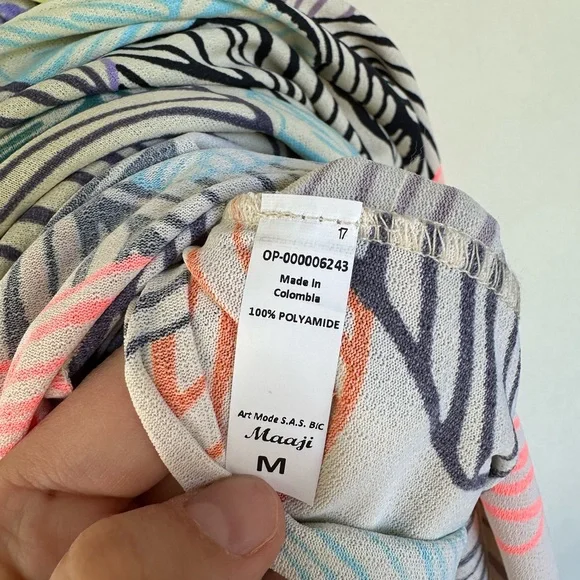 17
OP-000006243
Made in
Colombia
100% POLYAMIDE
Art Mode S.A.S. BIC
Maaji
M